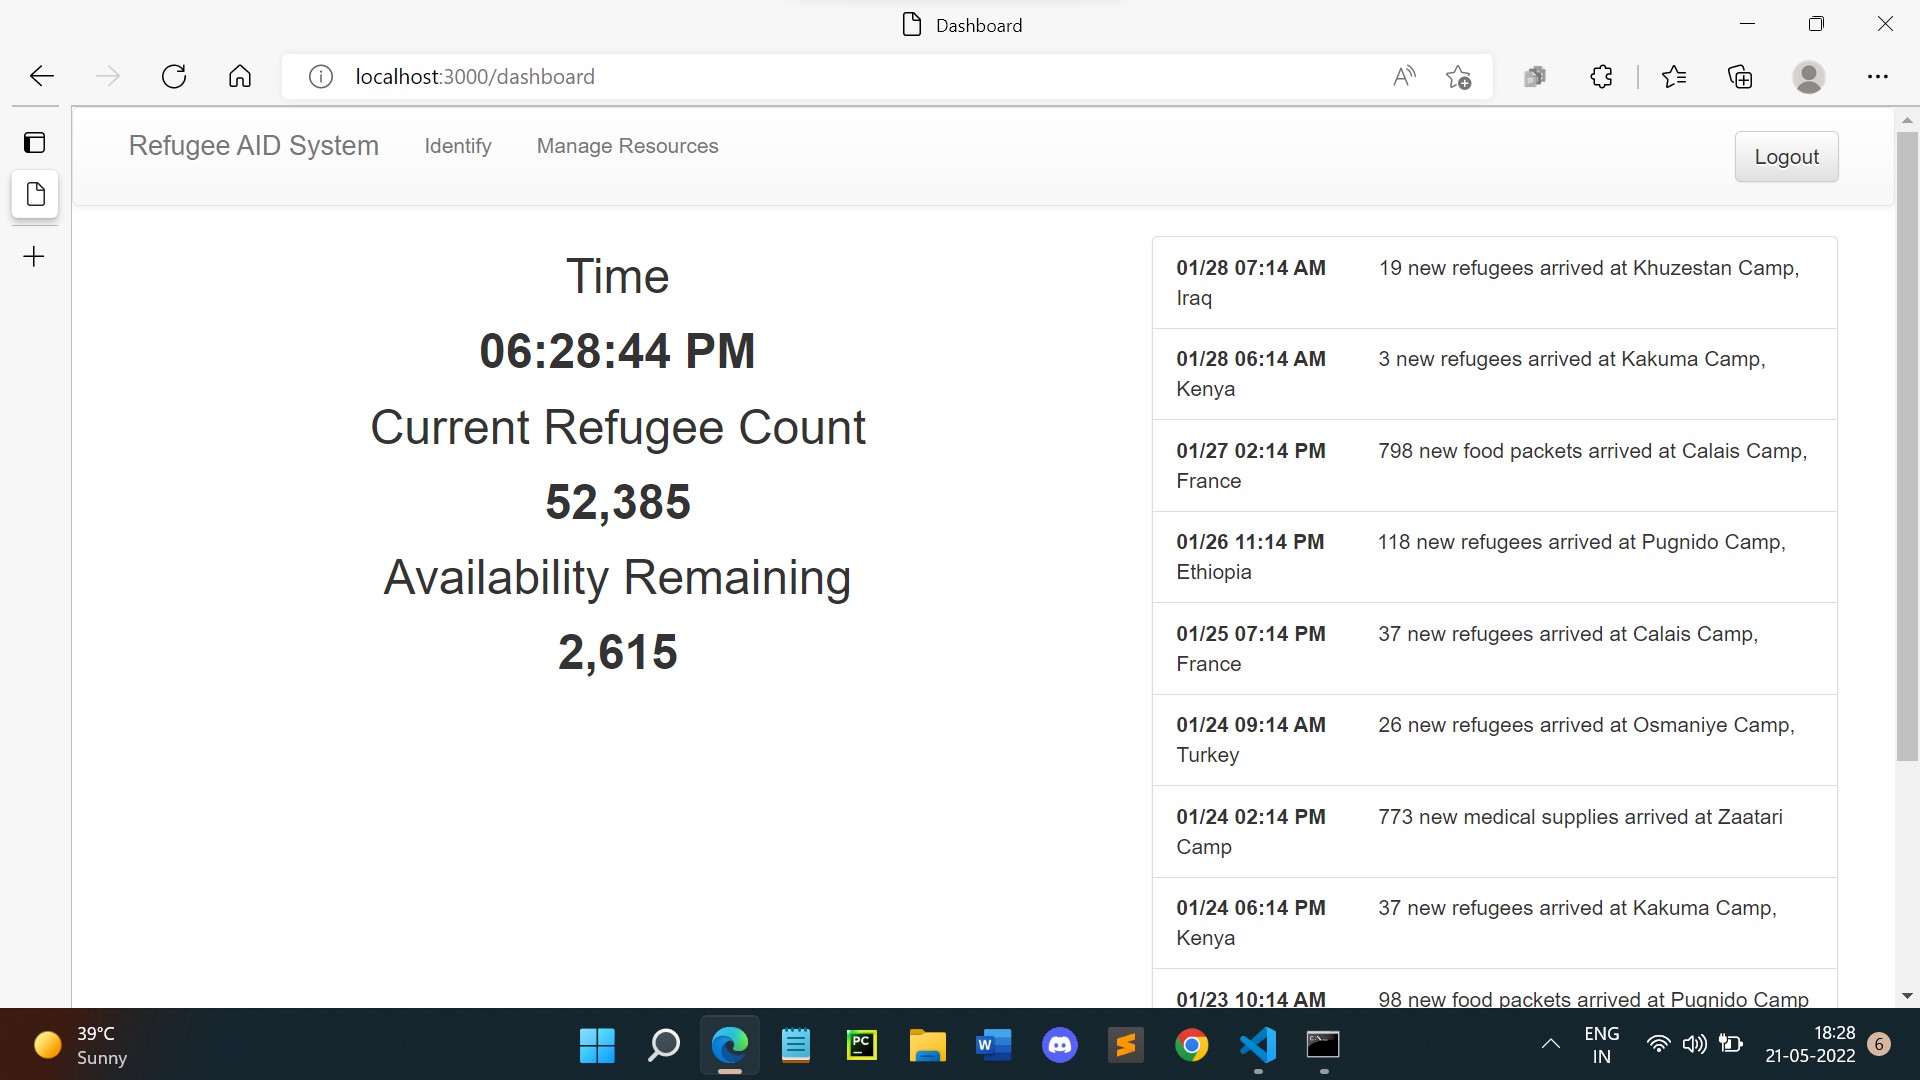 Dashboard
localhost:3000/dashboard
Refugee AID System
Identify
Manage Resources
Logout
Time
06:28:44 PM
Current Refugee Count
52,385
Availability Remaining
2,615
01/28 07:14 AM 19 new refugees arrived at Khuzestan Camp,
Iraq
01/28 06:14 AM 3 new refugees arrived at Kakuma Camp,
Kenya
01/27 02:14 PM 798 new food packets arrived at Calais Camp,
France
01/26 11:14 PM 118 new refugees arrived at Pugnido Camp,
Ethiopia
01/25 07:14 PM 37 new refugees arrived at Calais Camp,
France
01/24 09:14 AM 26 new refugees arrived at Osmaniye Camp,
Turkey
01/24 02:14 PM 773 new medical supplies arrived at Zaatari
Camp
01/24 06:14 PM 37 new refugees arrived at Kakuma Camp,
Kenya
01/23 10:14 AM 98 new food packets arrived at Pugnido Camp
39°C
Sunny
PC
W
ENG
IN
18:28
21-05-2022
6